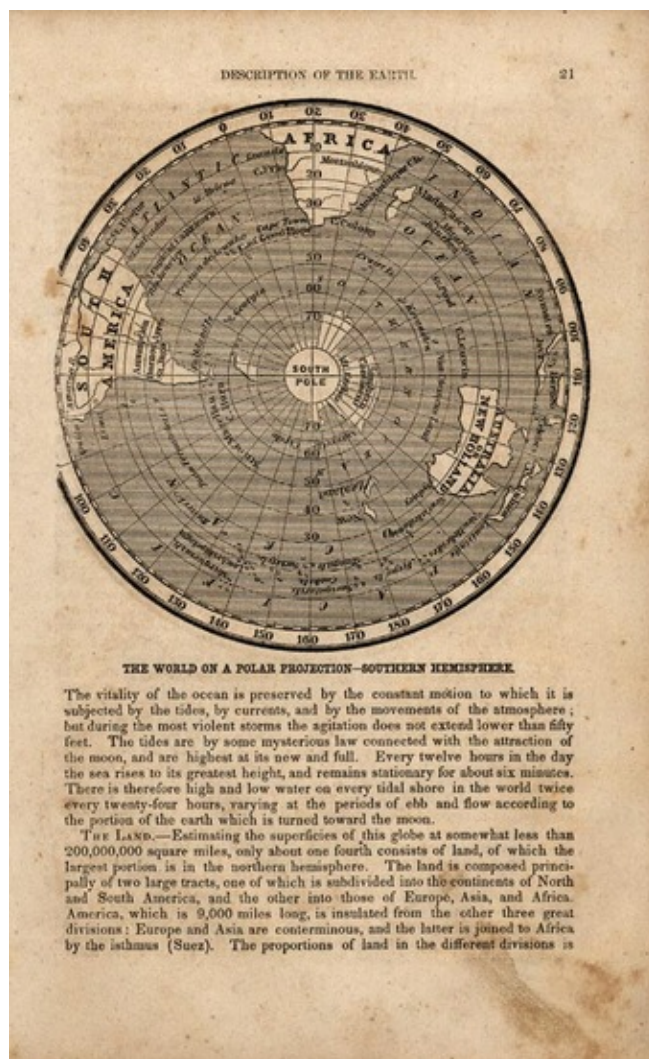 DESCRIPTION OF THE EARTH. 21
AFRICA
ATLANTIC
OCEAN
INDIAN
OCEAN
SOUTH
AMERICA
SOUTH
POLE
AUSTRALIA
NEW HOLLAND
Madagascar
Cape Town
THE WORLD ON A POLAR PROJECTION—SOUTHERN HEMISPHERE.
The vitality of the ocean is preserved by the constant motion to which it is
subjected by the tides, by currents, and by the movements of the atmosphere;
but during the most violent storms the agitation does not extend lower than fifty
feet. The tides are by some mysterious law connected with the attraction of
the moon, and are highest at its new and full. Every twelve hours in the day
the sea rises to its greatest height, and remains stationary for about six minutes.
There is therefore high and low water on every tidal shore in the world twice
every twenty-four hours, varying at the periods of ebb and flow according to
the portion of the earth which is turned toward the moon.
THE LAND.—Estimating the superficies of this globe at somewhat less than
200,000,000 square miles, only about one fourth consists of land, of which the
largest portion is in the northern hemisphere. The land is composed princi-
pally of two large tracts, one of which is subdivided into the continents of North
and South America, and the other into those of Europe, Asia, and Africa.
America, which is 9,000 miles long, is insulated from the other three great
divisions: Europe and Asia are conterminous, and the latter is joined to Africa
by the isthmus (Suez). The proportions of land in the different divisions is